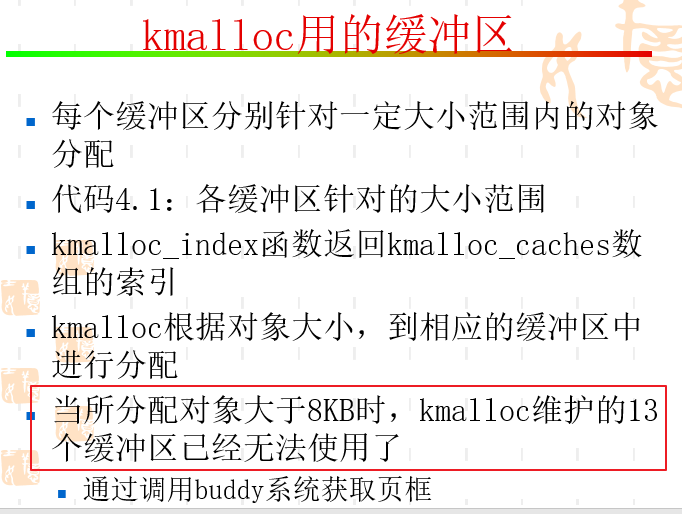 kmalloc用的缓冲区
每个缓冲区分别针对一定大小范围内的对象
分配
代码4.1：各缓冲区针对的大小范围
kmalloc_index函数返回kmalloc_caches数
组的索引
kmalloc根据对象大小，到相应的缓冲区中
进行分配
当所分配对象大于8KB时，kmalloc维护的13
个缓冲区已经无法使用了
通过调用buddy系统获取页框